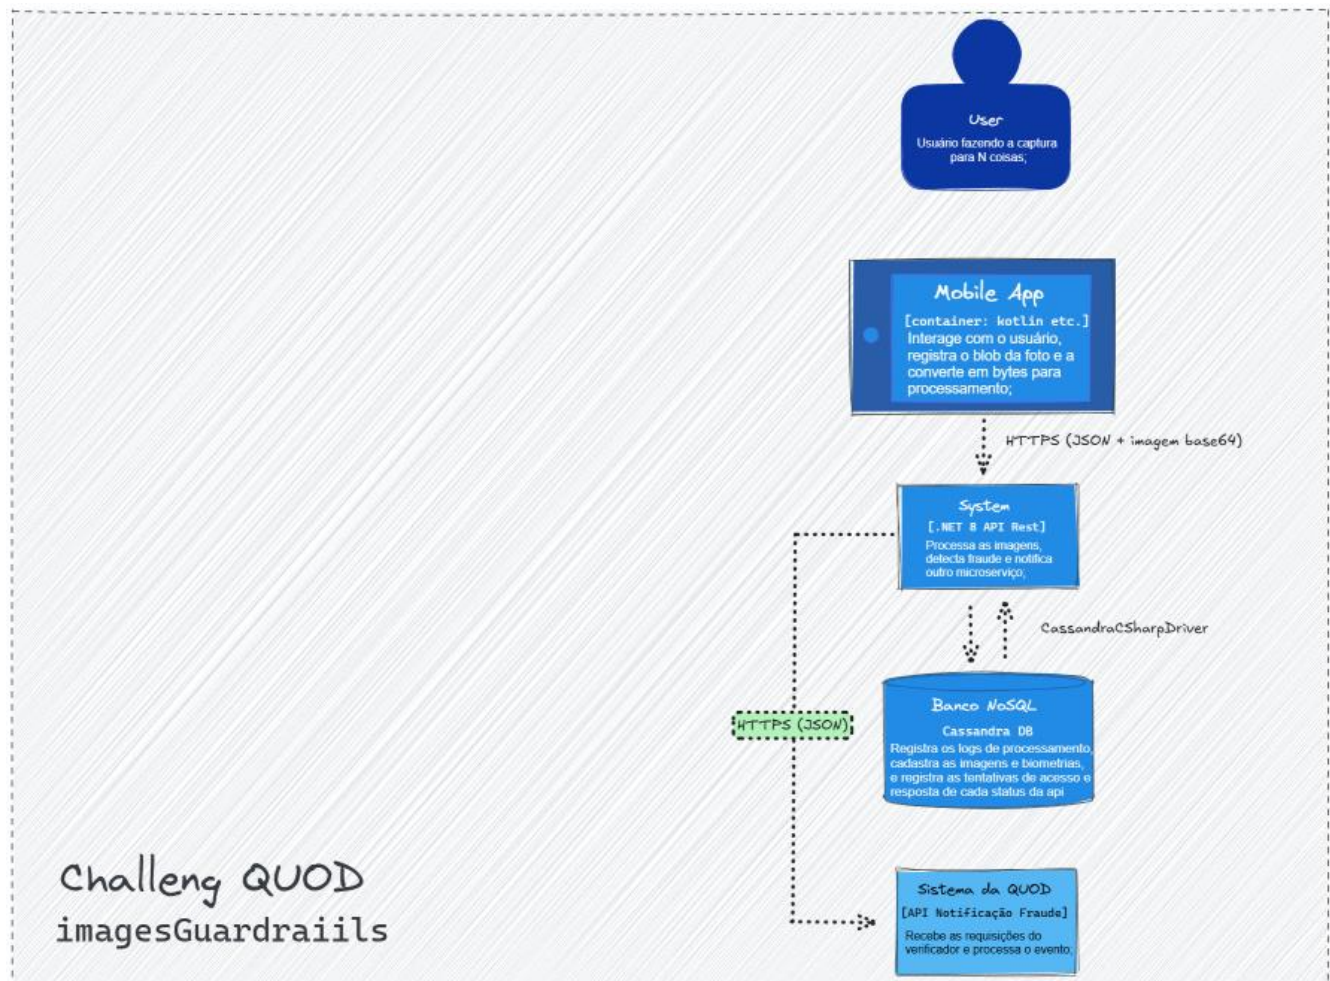 User
Usuário fazendo a captura
para N coisas;
Mobile App
[container: kotlin etc.]
Interage com o usuário,
registra o blob da foto e a
converte em bytes para
processamento;
HTTPS (JSON + imagem base64)
System
[.NET 8 API Rest]
Processa as imagens,
detecta fraude e notifica
outro microserviço;
CassandraCSharpDriver
HTTPS (JSON)
Banco NoSQL
Cassandra DB
Registra os logs de processamento,
cadastra as imagens e biometrias,
e registra as tentativas de acesso e
resposta de cada status da api
Sistema da QUOD
[API Notificação Fraude]
Recebe as requisições do
verificador e processa o evento;
Challeng QUOD
imagesGuardraiils